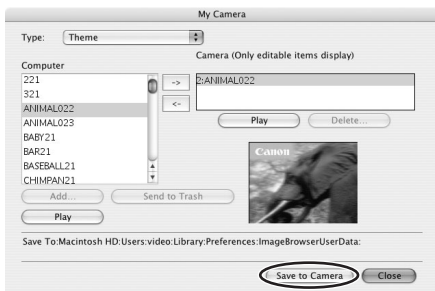 My Camera
Type: Theme
Camera (Only editable items display)
Computer
221
321
ANIMAL022
ANIMAL023
BABY21
BAR21
BASEBALL21
CHIMPAN21
->
<-
2:ANIMAL022
Play
Delete...
Canon
Add...
Send to Trash
Play
Save To:Macintosh HD:Users:video:Library:Preferences:ImageBrowserUserData:
Save to Camera
Close